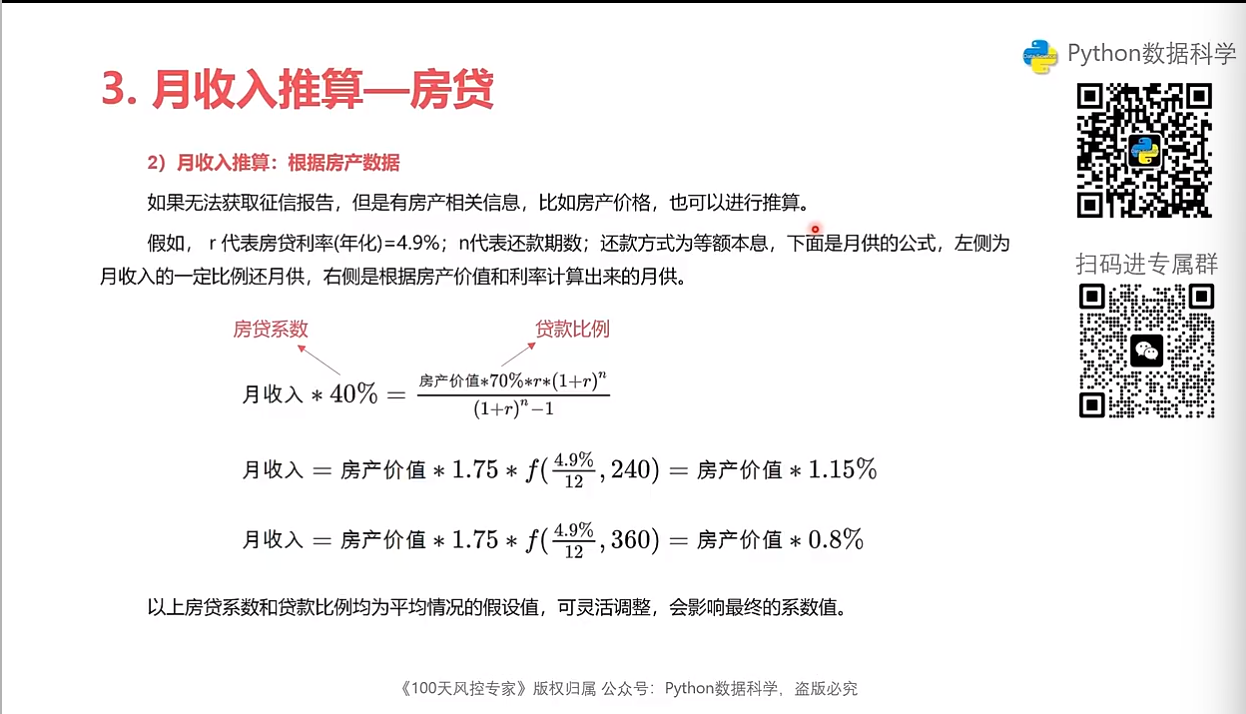 Python数据科学
3. 月收入推算—房贷
2）月收入推算：根据房产数据
如果无法获取征信报告，但是有房产相关信息，比如房产价格，也可以进行推算。
假如， r 代表房贷利率(年化)=4.9%；n代表还款期数；还款方式为等额本息，下面是月供的公式，左侧为
月收入的一定比例还月供，右侧是根据房产价值和利率计算出来的月供。
扫码进专属群
房贷系数 贷款比例
月收入 * 40% = \frac{房产价值*70%*r*(1+r)^n}{(1+r)^n-1}
月收入 = 房产价值 * 1.75 * f(\frac{4.9%}{12}, 240) = 房产价值 * 1.15%
月收入 = 房产价值 * 1.75 * f(\frac{4.9%}{12}, 360) = 房产价值 * 0.8%
以上房贷系数和贷款比例均为平均情况的假设值，可灵活调整，会影响最终的系数值。
《100天风控专家》版权归属 公众号：Python数据科学，盗版必究